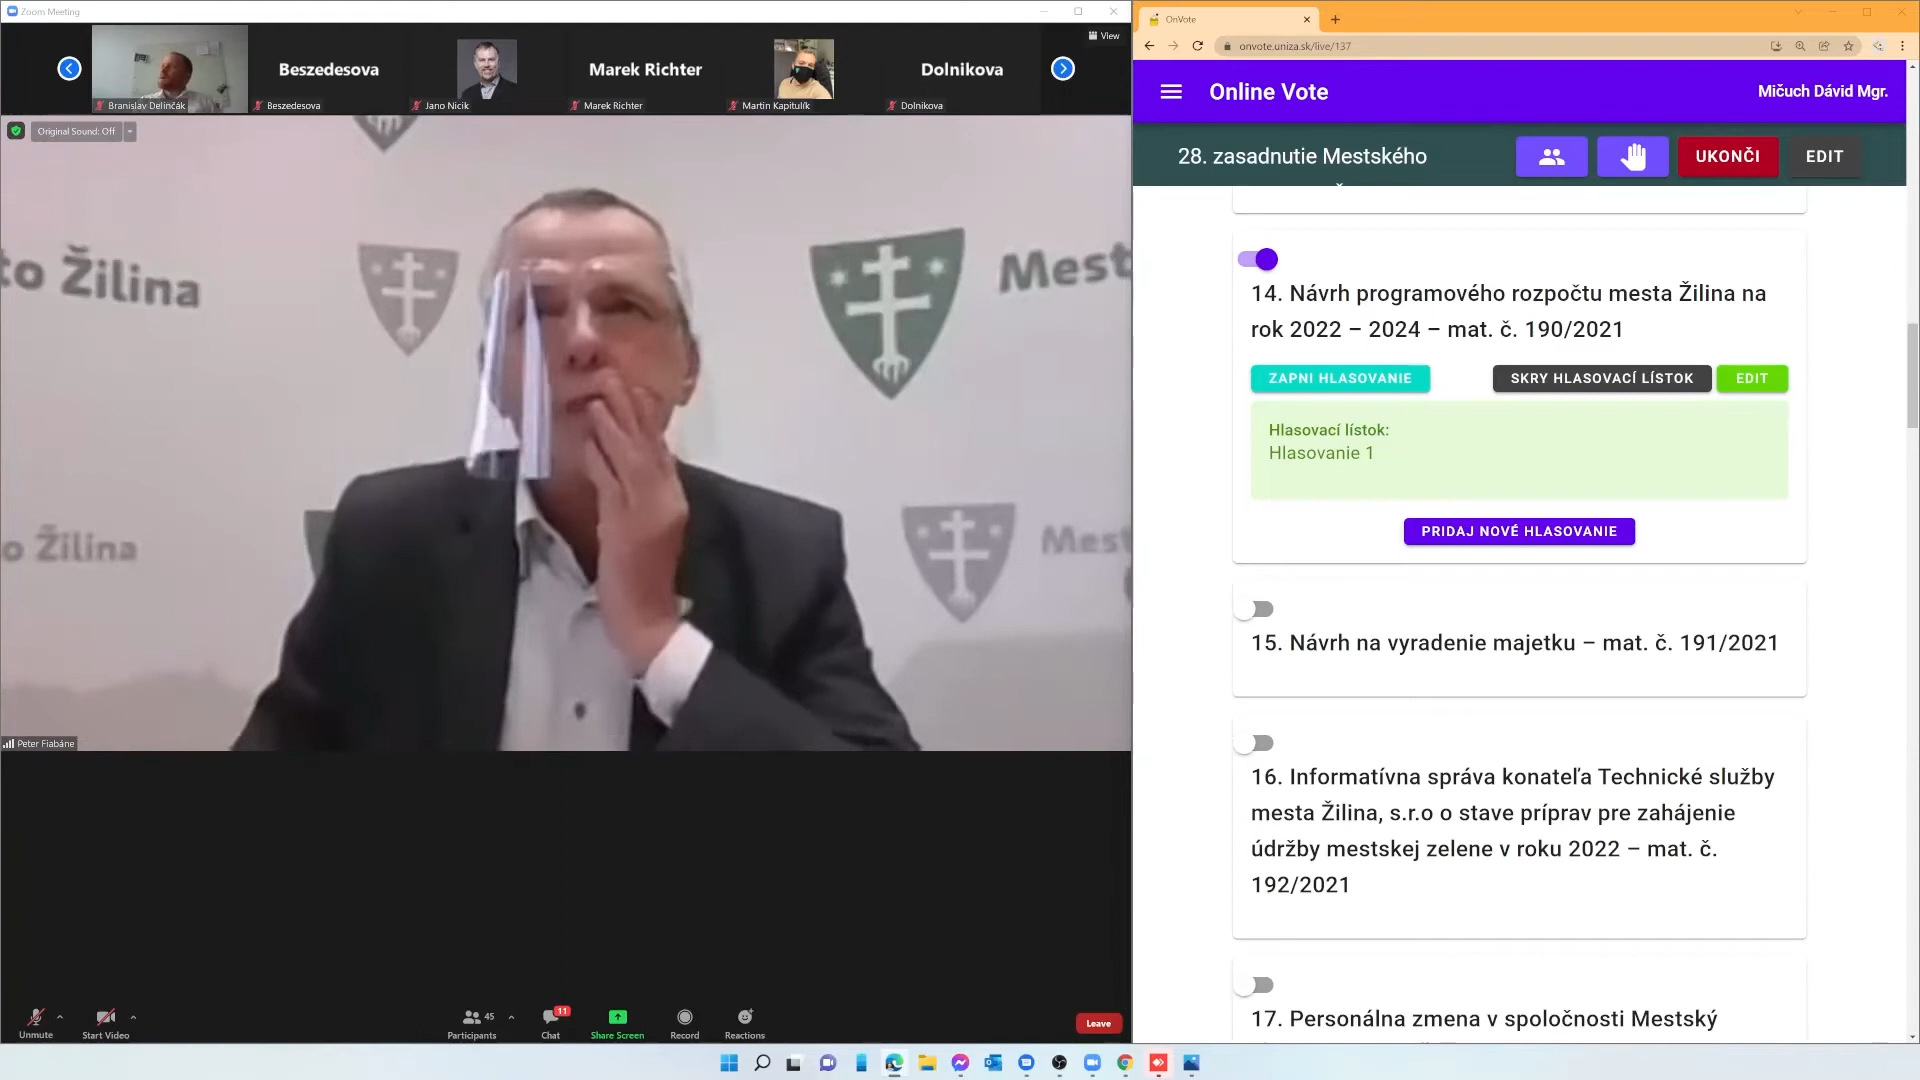 Zoom Meeting
View
Beszedesova
Marek Richter
Dolnikova
Branislav Delinčák
Beszedesova
Jano Nicík
Marek Richter
Martin Kapitulík
Dolnikova
Original Sound: Off
to Žilina
Mest
o Žilina
Mest
Peter Fiabáne
Unmute
Start Video
45
Participants
11
Chat
Share Screen
Record
Reactions
Leave
OnVote
onvote.uniza.sk/live/137
Online Vote
Mičuch Dávid Mgr.
28. zasadnutie Mestského
UKONČI
EDIT
14. Návrh programového rozpočtu mesta Žilina na
rok 2022 – 2024 – mat. č. 190/2021
ZAPNI HLASOVANIE
SKRY HLASOVACÍ LÍSTOK
EDIT
Hlasovací lístok:
Hlasovanie 1
PRIDAJ NOVÉ HLASOVANIE
15. Návrh na vyradenie majetku – mat. č. 191/2021
16. Informatívna správa konateľa Technické služby
mesta Žilina, s.r.o o stave príprav pre zahájenie
údržby mestskej zelene v roku 2022 – mat. č.
192/2021
17. Personálna zmena v spoločnosti Mestský